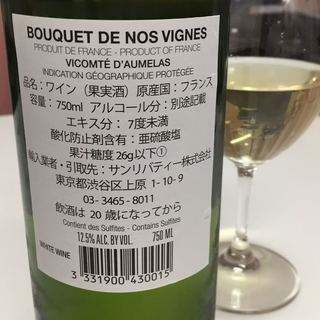 BOUQUET DE NOS VIGNES
PRODUIT DE FRANCE - PRODUCT OF FRANCE
VICOMTÉ D'AUMELAS
INDICATION GÉOGRAPHIQUE PROTÉGÉE
品名：ワイン（果実酒）原産国：フランス
容量：750ml アルコール分：別途記載
エキス分： 7度未満
酸化防止剤含有：亜硫酸塩
果汁糖度 26g以下①
輸入業者・引取先：サンリバティー株式会社
東京都渋谷区上原 1-10-9
03-3465-8011
飲酒は 20 歳になってから
Contient des Sulfites - Contains Sulfites
12.5% ALC. BY VOL. 750 ML
WHITE WINE
3 331900 430015